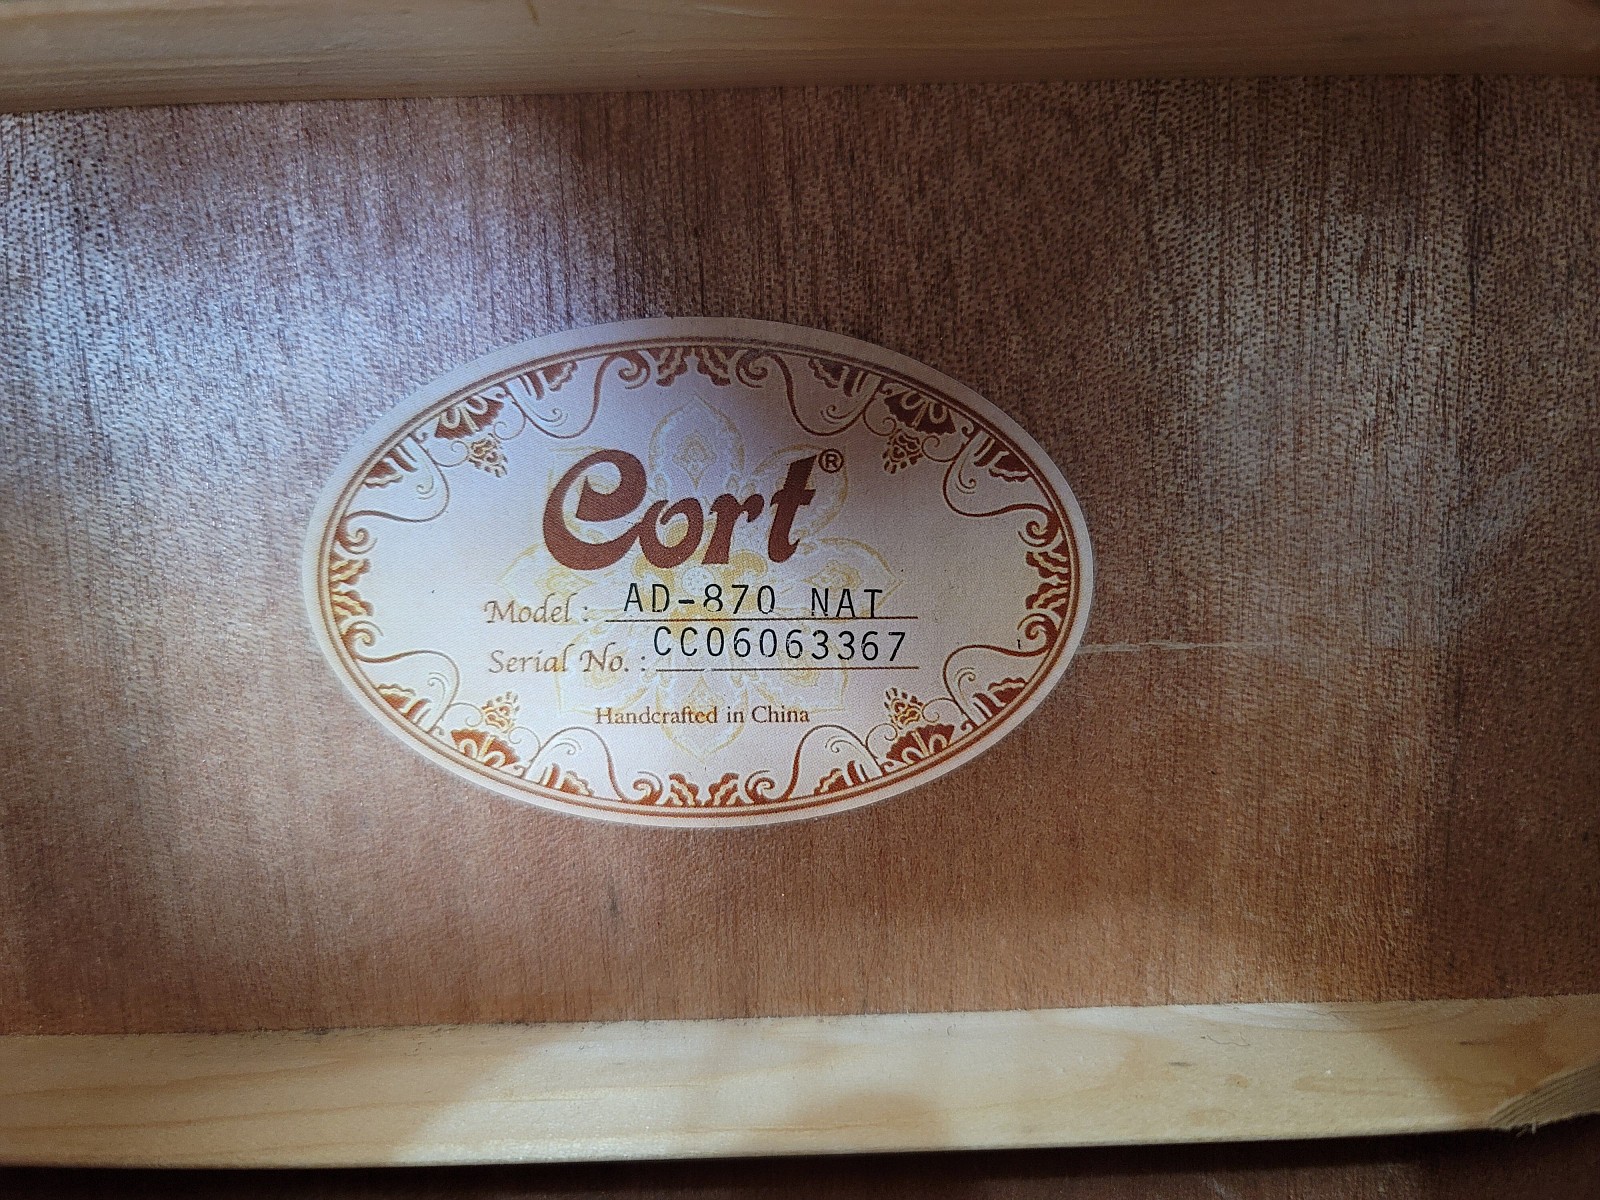 Cort®
Model : AD-870 NAT
Serial No. : CC06063367
Handcrafted in China